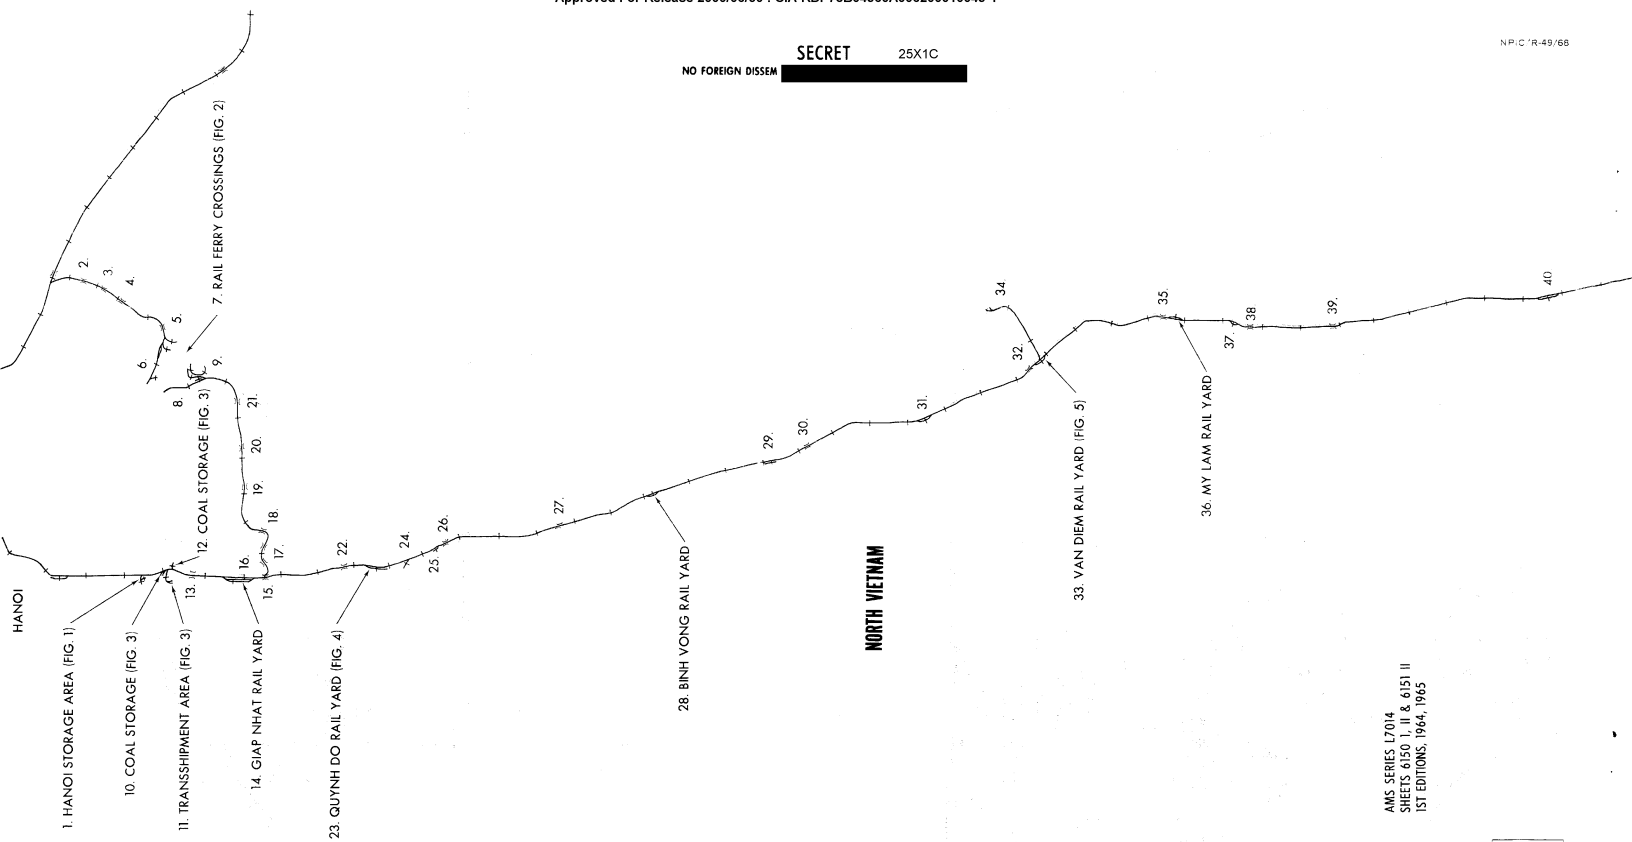 SECRET 25X1C
NO FOREIGN DISSEM
NPIC/R-49/68
HANOI
1. HANOI STORAGE AREA (FIG. 1)
2.
3.
4.
5.
6.
7. RAIL FERRY CROSSINGS (FIG. 2)
8.
9.
10. COAL STORAGE (FIG. 3)
11. TRANSSHIPMENT AREA (FIG. 3)
12. COAL STORAGE (FIG. 3)
13.
14. GIAP NHAT RAIL YARD
15.
16.
17.
18.
19.
20.
21.
22.
23. QUYNH DO RAIL YARD (FIG. 4)
24.
25.
26.
27.
28. BINH VONG RAIL YARD
29.
30.
31.
32.
33. VAN DIEM RAIL YARD (FIG. 5)
34.
35.
36. MY LAM RAIL YARD
37.
38
39.
40
NORTH VIETNAM
AMS SERIES L7014
SHEETS 6150 I, II & 6151 II
1ST EDITIONS, 1964, 1965